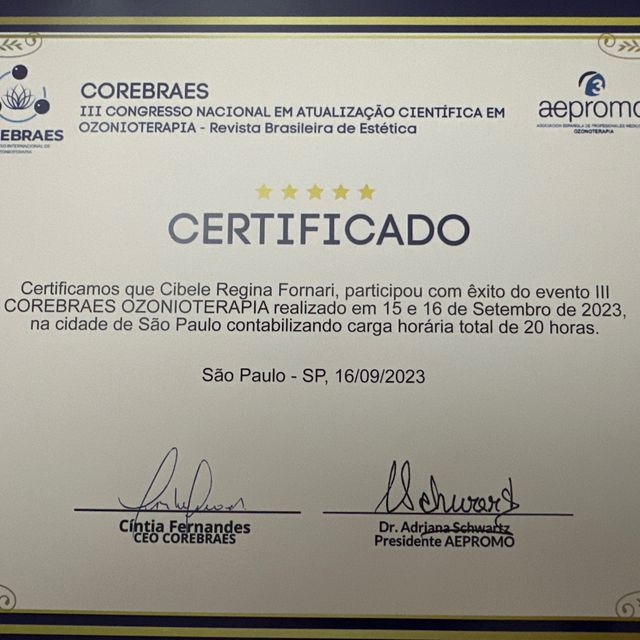 COREBRAES
III CONGRESSO NACIONAL EM ATUALIZAÇÃO CIENTÍFICA EM
OZONIOTERAPIA - Revista Brasileira de Estética
EBRAES
aepromo
OZONOTERAPIA
CERTIFICADO
Certificamos que Cibele Regina Fornari, participou com êxito do evento III
COREBRAES OZONIOTERAPIA realizado em 15 e 16 de Setembro de 2023,
na cidade de São Paulo contabilizando carga horária total de 20 horas.
São Paulo - SP, 16/09/2023
Cíntia Fernandes
CEO COREBRAES
Dr. Adriana Schwartz
Presidente AEPROMO